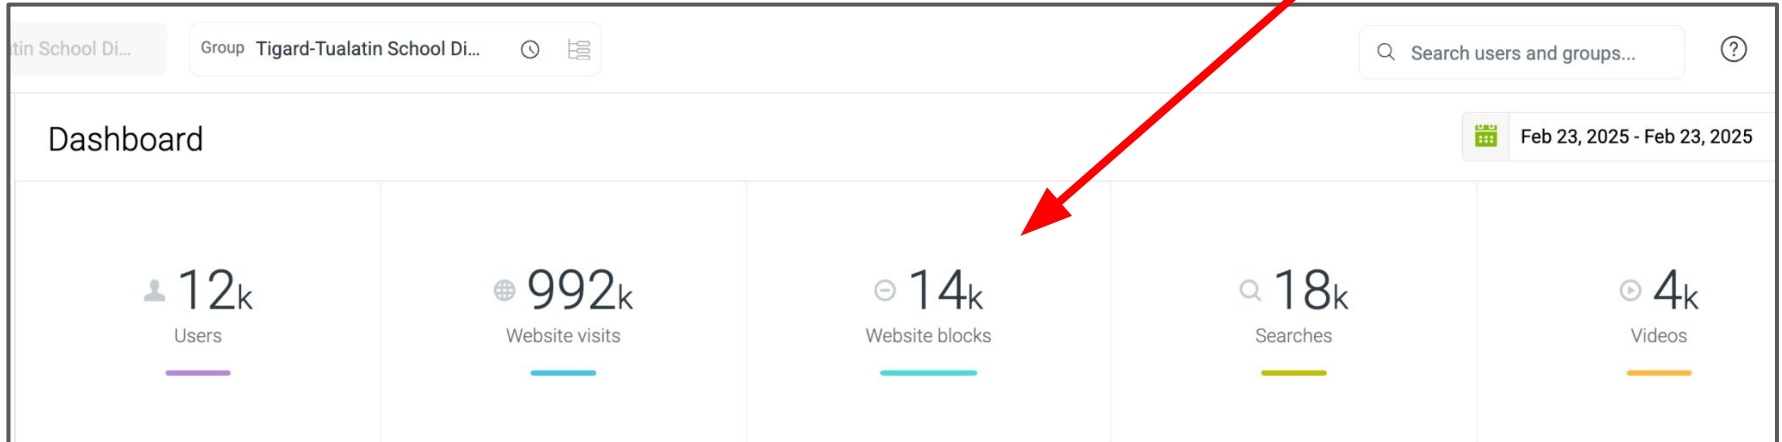 tin School Di...
Group Tigard-Tualatin School Di...
Search users and groups...
Dashboard
Feb 23, 2025 - Feb 23, 2025
12k
Users
992k
Website visits
14k
Website blocks
18k
Searches
4k
Videos